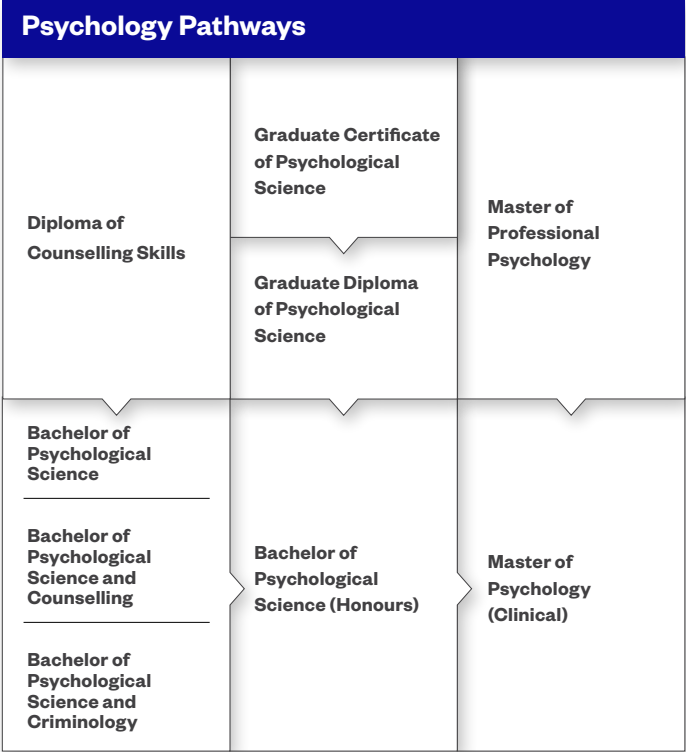 Psychology Pathways
Diploma of
Counselling Skills
Graduate Certificate
of Psychological
Science
Graduate Diploma
of Psychological
Science
Master of
Professional
Psychology
Bachelor of
Psychological
Science
Bachelor of
Psychological
Science and
Counselling
Bachelor of
Psychological
Science and
Criminology
Bachelor of
Psychological
Science (Honours)
Master of
Psychology
(Clinical)